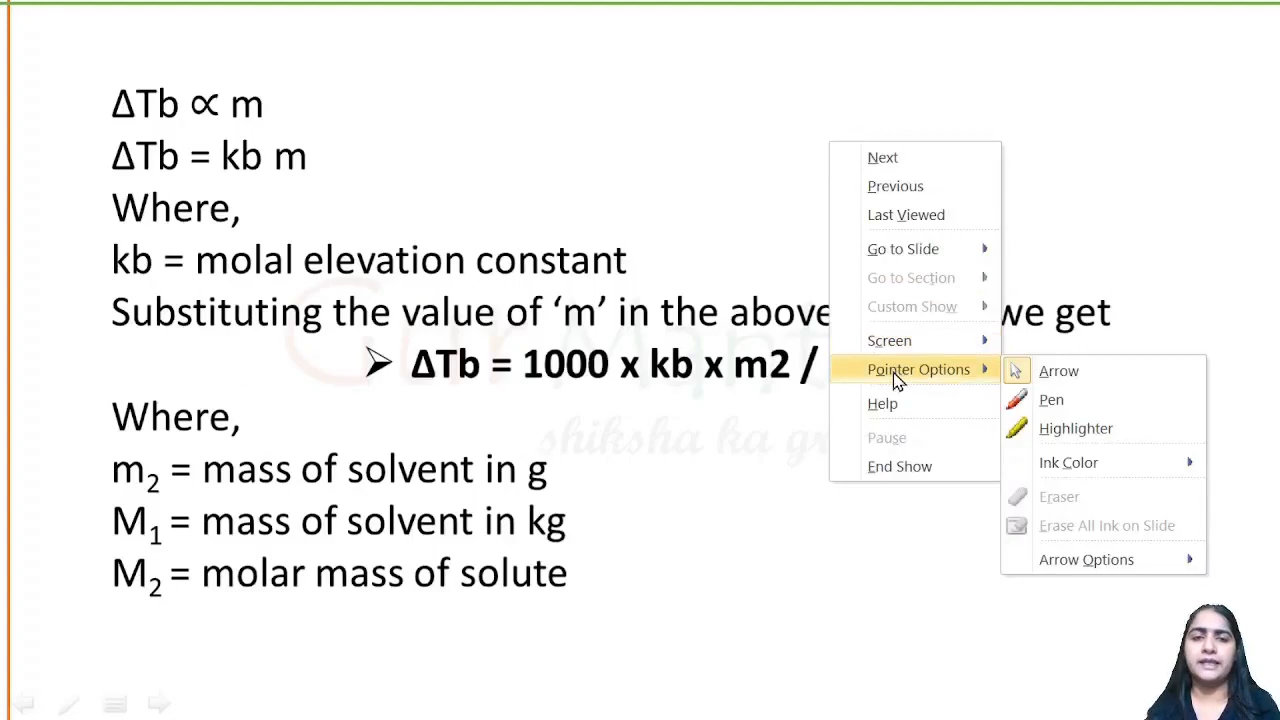 ΔTb ∝ m
ΔTb = kb m
Where,
kb = molal elevation constant
Substituting the value of ‘m’ in the above we get
➢ ΔTb = 1000 x kb x m2 /
Where,
m₂ = mass of solvent in g
M₁ = mass of solvent in kg
M₂ = molar mass of solute
shiksha ka
Next
Previous
Last Viewed
Go to Slide
Go to Section
Custom Show
Screen
Pointer Options
Help
Pause
End Show
Arrow
Pen
Highlighter
Ink Color
Eraser
Erase All Ink on Slide
Arrow Options